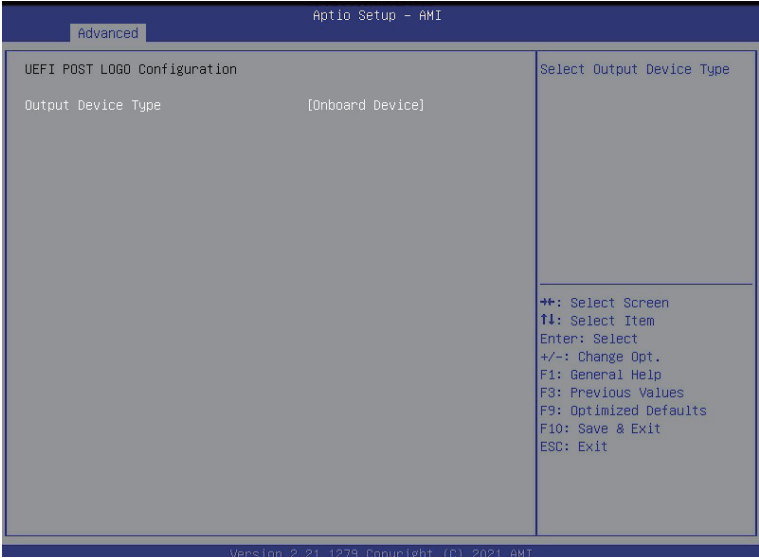 Aptio Setup - AMI
Advanced
UEFI POST LOGO Configuration
Output Device Type [Onboard Device]
Select Output Device Type
→←: Select Screen
↑↓: Select Item
Enter: Select
+/-: Change Opt.
F1: General Help
F3: Previous Values
F9: Optimized Defaults
F10: Save & Exit
ESC: Exit
Version 2.21.1279 Copyright (C) 2021 AMI